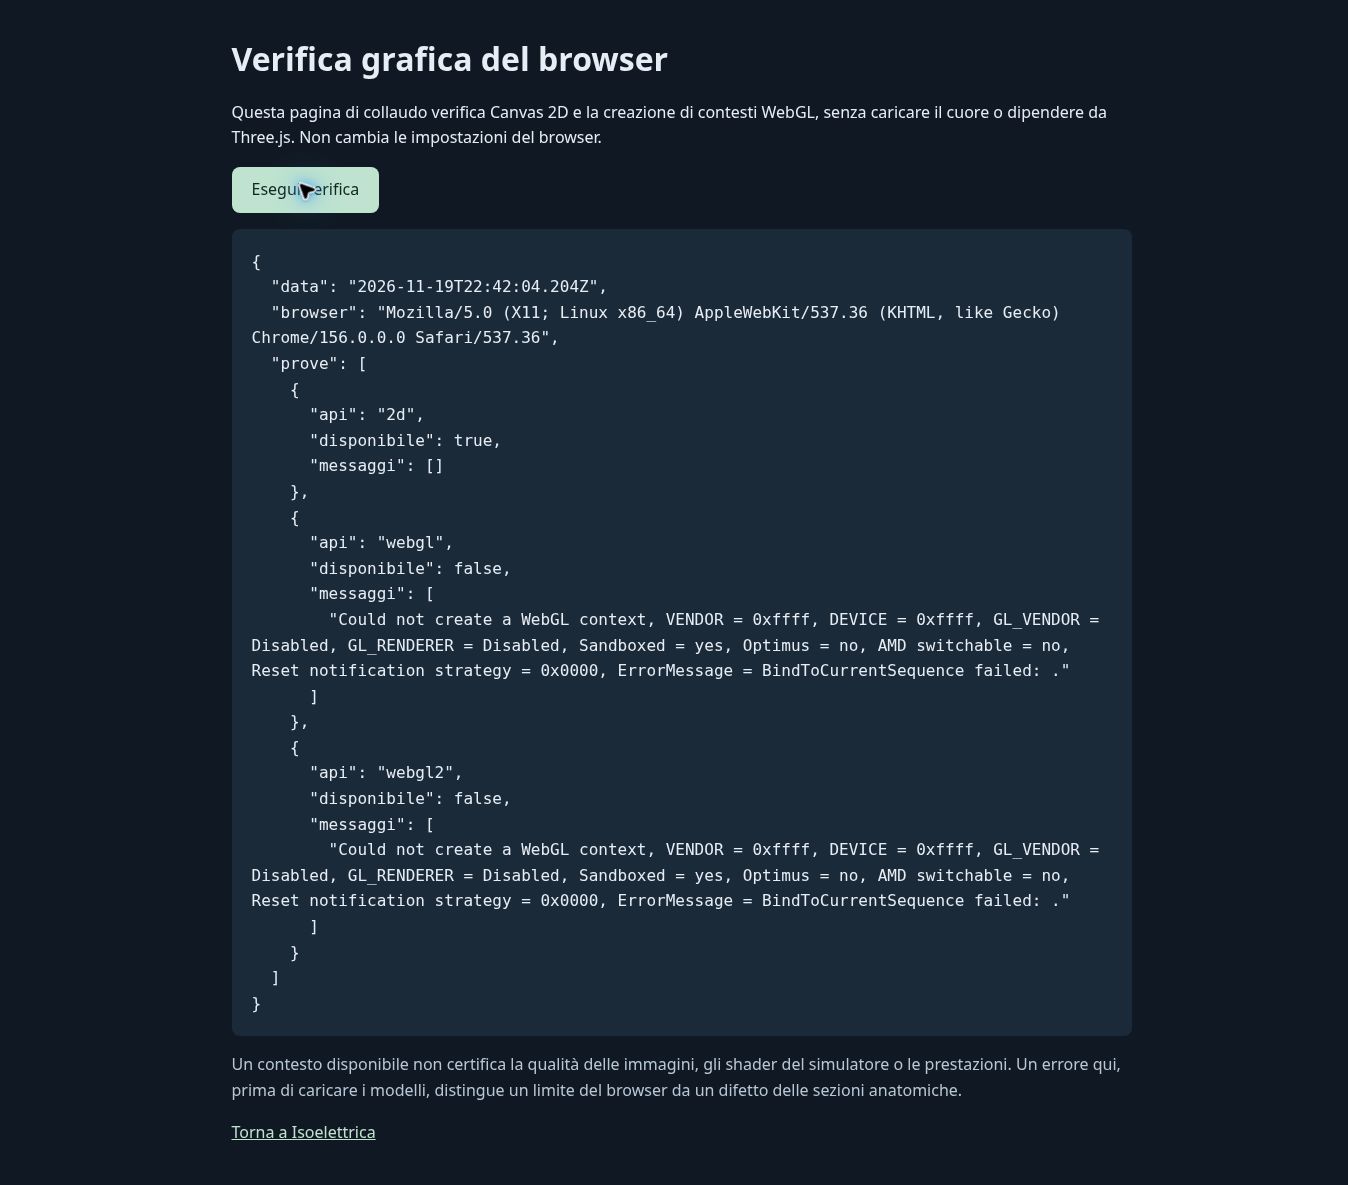 Verifica grafica del browser
Questa pagina di collaudo verifica Canvas 2D e la creazione di contesti WebGL, senza caricare il cuore o dipendere da
Three.js. Non cambia le impostazioni del browser.
Esegui verifica
{
  "data": "2026-11-19T22:42:04.204Z",
  "browser": "Mozilla/5.0 (X11; Linux x86_64) AppleWebKit/537.36 (KHTML, like Gecko)
Chrome/156.0.0.0 Safari/537.36",
  "prove": [
    {
      "api": "2d",
      "disponibile": true,
      "messaggi": []
    },
    {
      "api": "webgl",
      "disponibile": false,
      "messaggi": [
        "Could not create a WebGL context, VENDOR = 0xffff, DEVICE = 0xffff, GL_VENDOR =
Disabled, GL_RENDERER = Disabled, Sandboxed = yes, Optimus = no, AMD switchable = no,
Reset notification strategy = 0x0000, ErrorMessage = BindToCurrentSequence failed: ."
      ]
    },
    {
      "api": "webgl2",
      "disponibile": false,
      "messaggi": [
        "Could not create a WebGL context, VENDOR = 0xffff, DEVICE = 0xffff, GL_VENDOR =
Disabled, GL_RENDERER = Disabled, Sandboxed = yes, Optimus = no, AMD switchable = no,
Reset notification strategy = 0x0000, ErrorMessage = BindToCurrentSequence failed: ."
      ]
    }
  ]
}
Un contesto disponibile non certifica la qualità delle immagini, gli shader del simulatore o le prestazioni. Un errore qui,
prima di caricare i modelli, distingue un limite del browser da un difetto delle sezioni anatomiche.
Torna a Isoelettrica